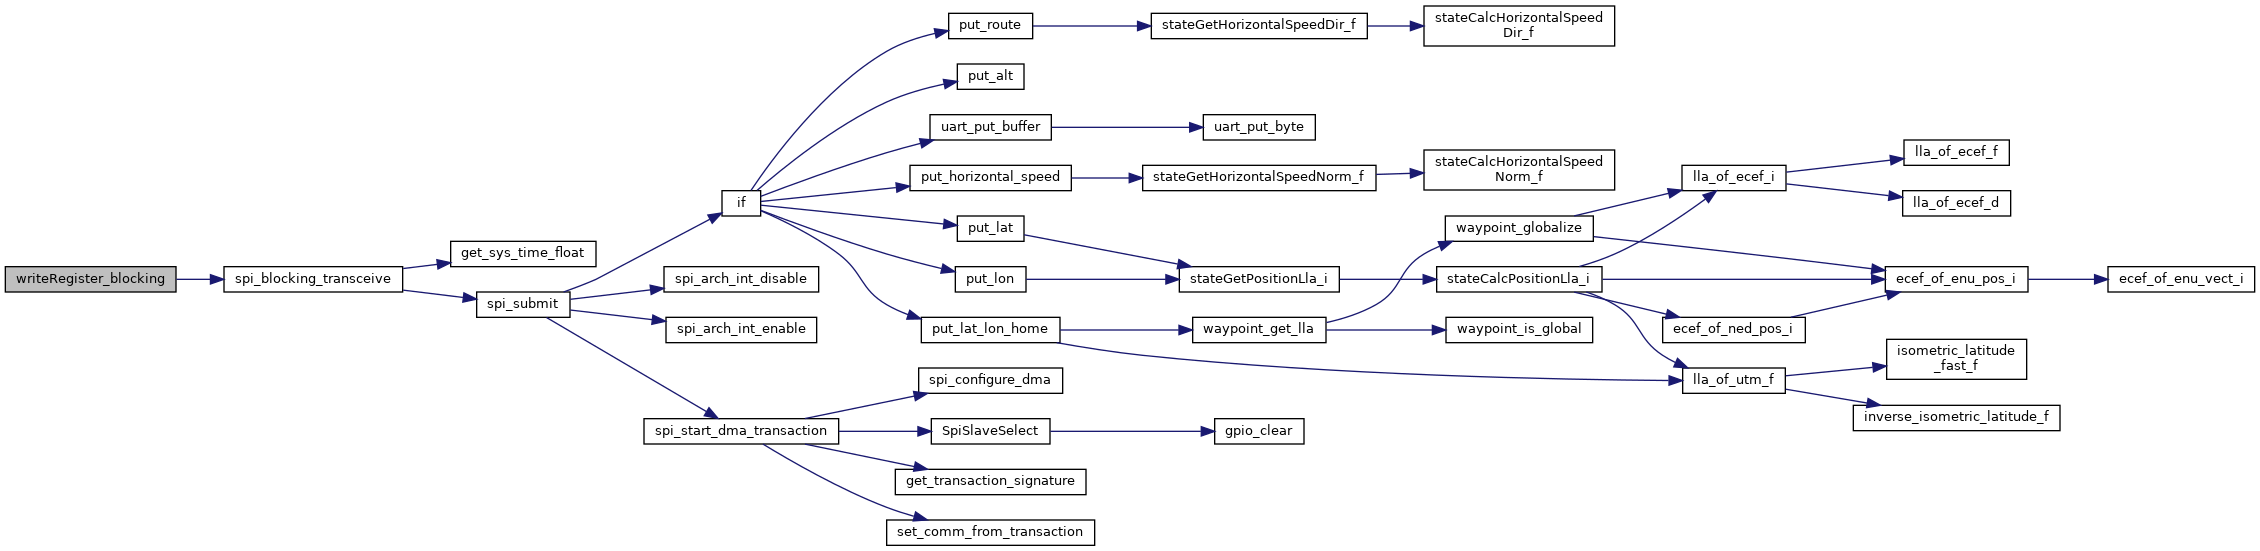 writeRegister_blocking
spi_blocking_transceive
get_sys_time_float
spi_submit
if
spi_arch_int_disable
spi_arch_int_enable
spi_start_dma_transaction
put_route
put_alt
uart_put_buffer
put_horizontal_speed
put_lat
put_lon
put_lat_lon_home
spi_configure_dma
SpiSlaveSelect
get_transaction_signature
set_comm_from_transaction
stateGetHorizontalSpeedDir_f
uart_put_byte
stateGetHorizontalSpeedNorm_f
stateGetPositionLla_i
waypoint_get_lla
gpio_clear
stateCalcHorizontalSpeed
Dir_f
stateCalcHorizontalSpeed
Norm_f
waypoint_globalize
stateCalcPositionLla_i
waypoint_is_global
lla_of_ecef_i
ecef_of_ned_pos_i
lla_of_utm_f
lla_of_ecef_f
lla_of_ecef_d
ecef_of_enu_pos_i
isometric_latitude
_fast_f
inverse_isometric_latitude_f
ecef_of_enu_vect_i